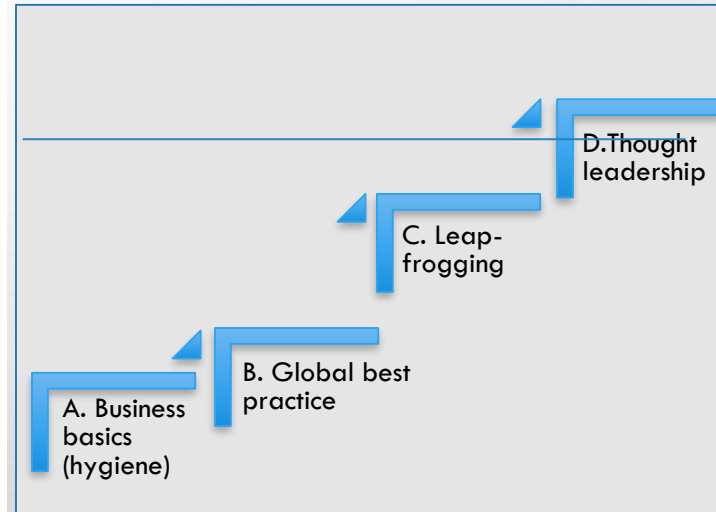 A. Business
basics
(hygiene)
B. Global best
practice
C. Leap-
frogging
D.Thought
leadership